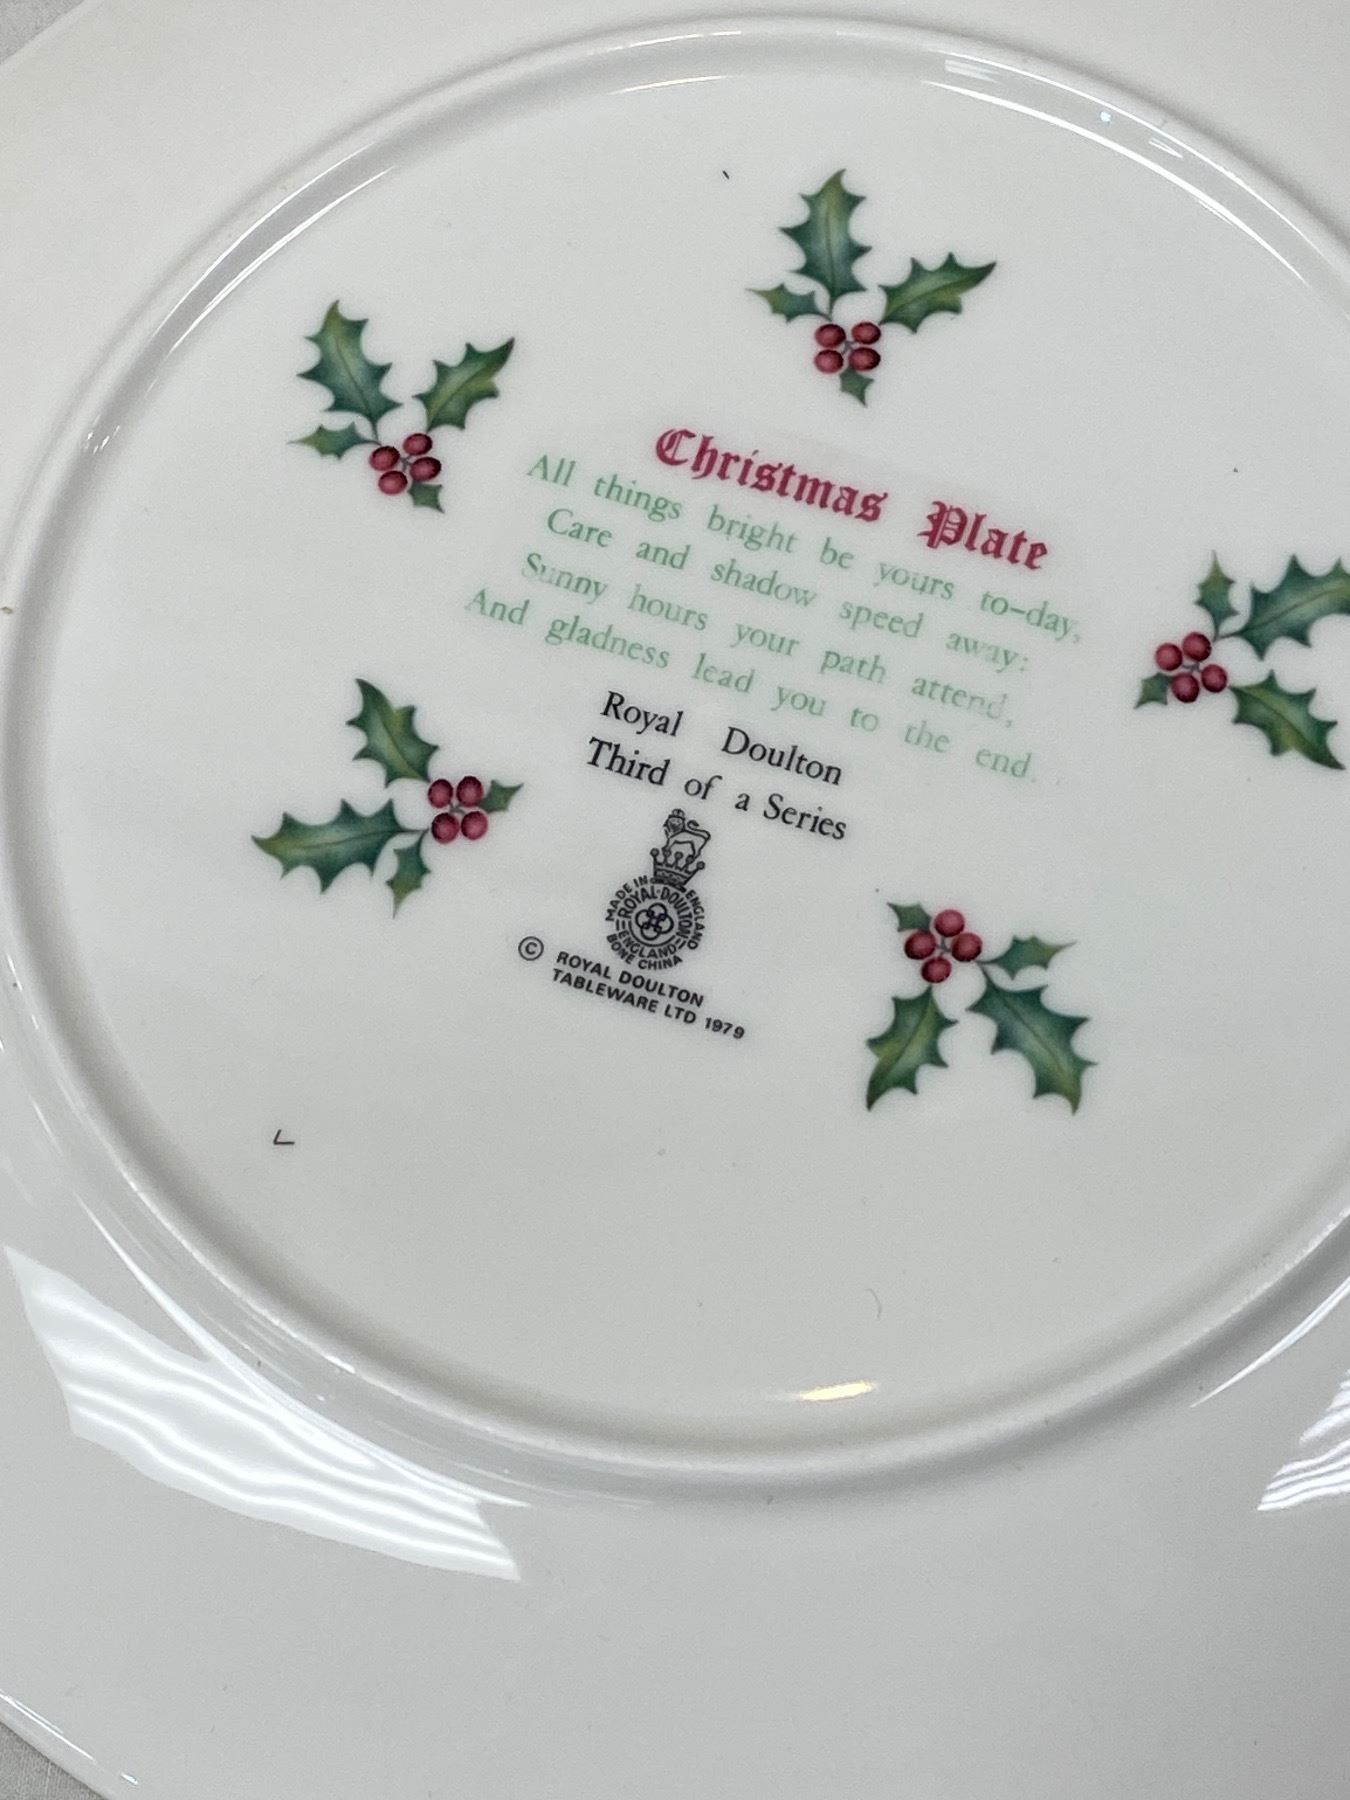 Christmas Plate
All things bright be yours to-day,
Care and shadow speed away:
Sunny hours your path attend,
And gladness lead you to the end.
Royal Doulton
Third of a Series
MADE IN ENGLAND
ROYAL·DOULTON
ENGLAND
BONE CHINA
© ROYAL DOULTON
TABLEWARE LTD 1979